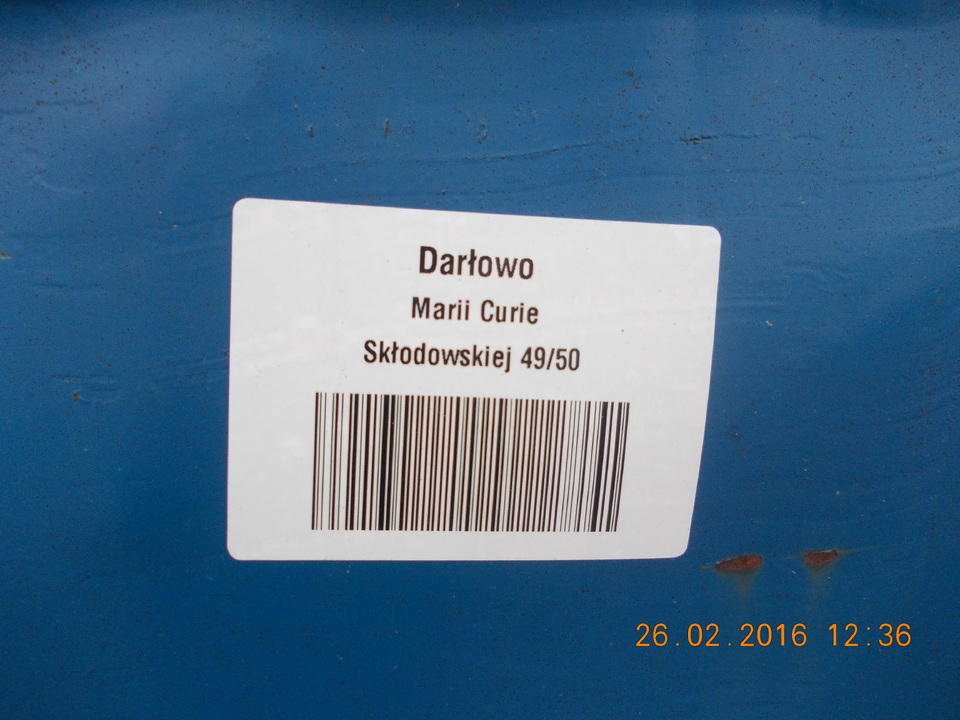 Darłowo
Marii Curie
Skłodowskiej 49/50
26.02.2016 12:36